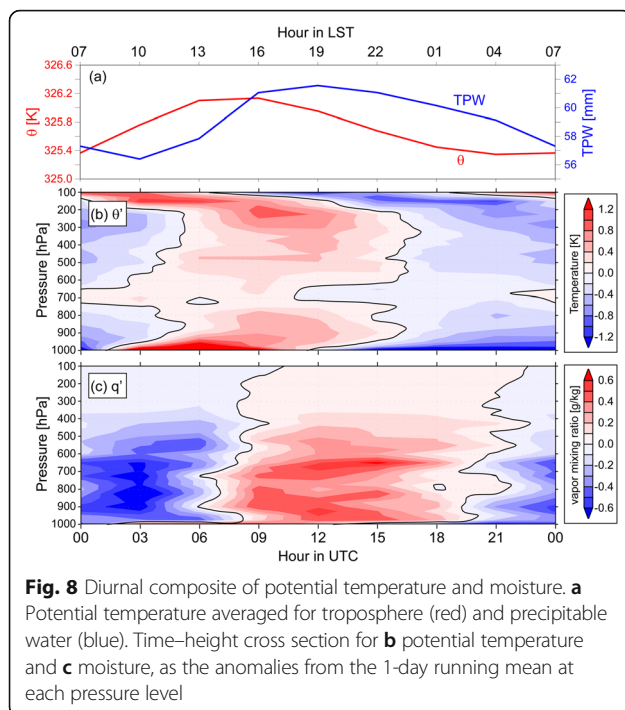 Hour in LST
07 10 13 16 19 22 01 04 07
326.6
326.2
325.8
325.4
325.0
θ [K]
(a)
TPW
θ
62
60
58
56
TPW [mm]
100
200
300
400
500
600
700
800
900
1000
Pressure [hPa]
(b) θ'
1.2
0.8
0.4
0.0
-0.4
-0.8
-1.2
Temperature [K]
100
200
300
400
500
600
700
800
900
1000
Pressure [hPa]
(c) q'
0.6
0.4
0.2
0.0
-0.2
-0.4
-0.6
vapor mixing ratio [g/kg]
00 03 06 09 12 15 18 21 00
Hour in UTC
Fig. 8 Diurnal composite of potential temperature and moisture. a
Potential temperature averaged for troposphere (red) and precipitable
water (blue). Time–height cross section for b potential temperature
and c moisture, as the anomalies from the 1-day running mean at
each pressure level